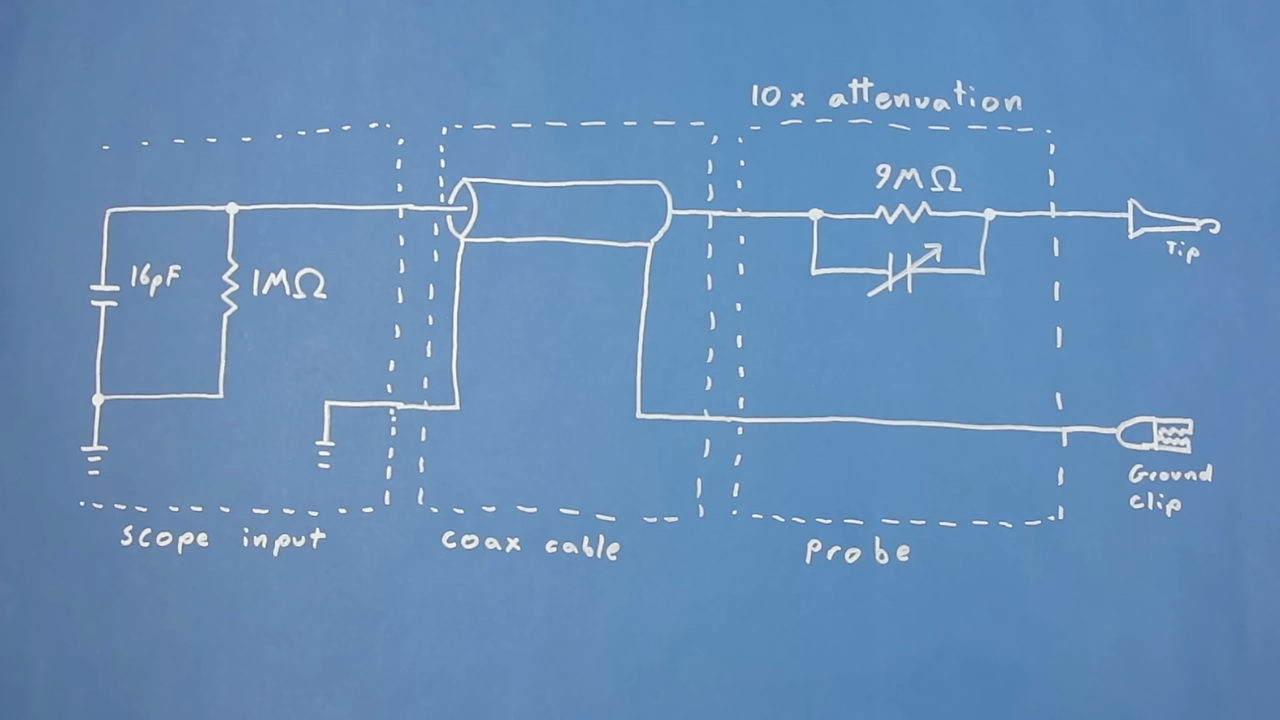 10x attenuation
9MΩ
16pF
1MΩ
Tip
Ground
clip
scope input
coax cable
probe